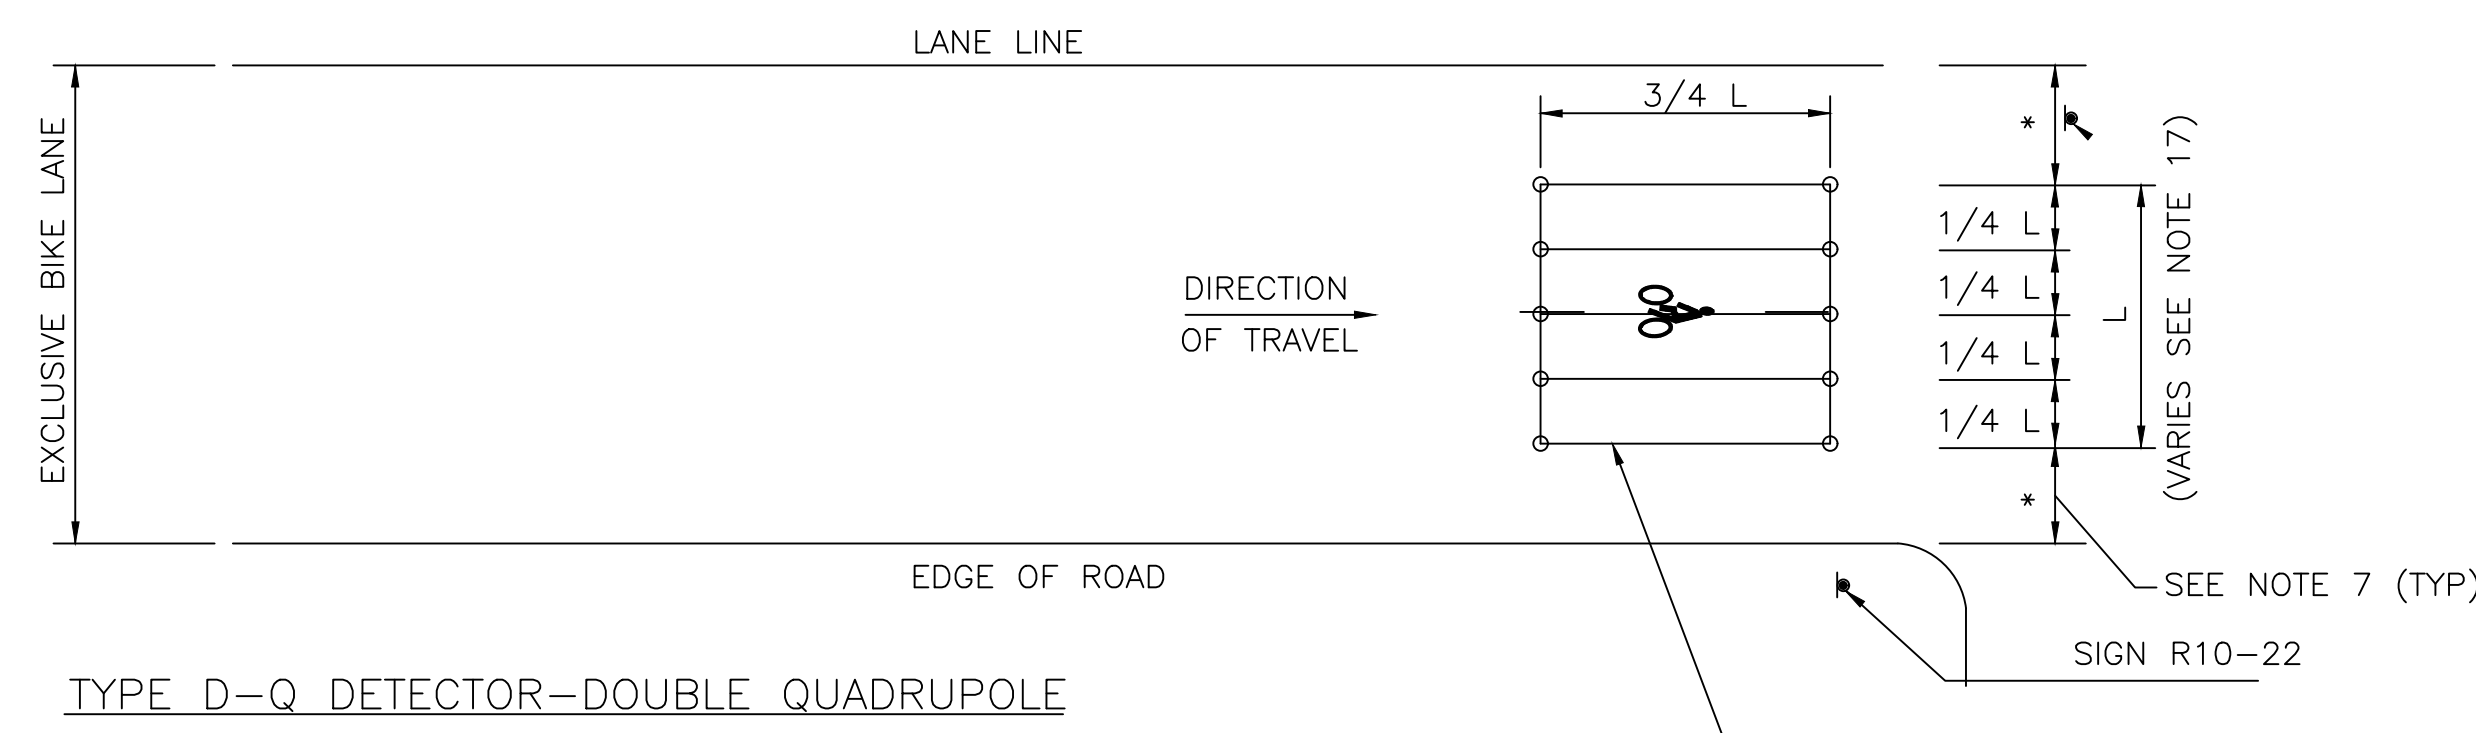 LANE LINE
3/4 L
*
EXCLUSIVE BIKE LANE
(VARIES SEE NOTE 17)
1/4 L
DIRECTION
1/4 L
L
OF TRAVEL
1/4 L
1/4 L
*
EDGE OF ROAD
SEE NOTE 7 (TYP)
SIGN R10-22
TYPE D-Q DETECTOR-DOUBLE QUADRUPOLE